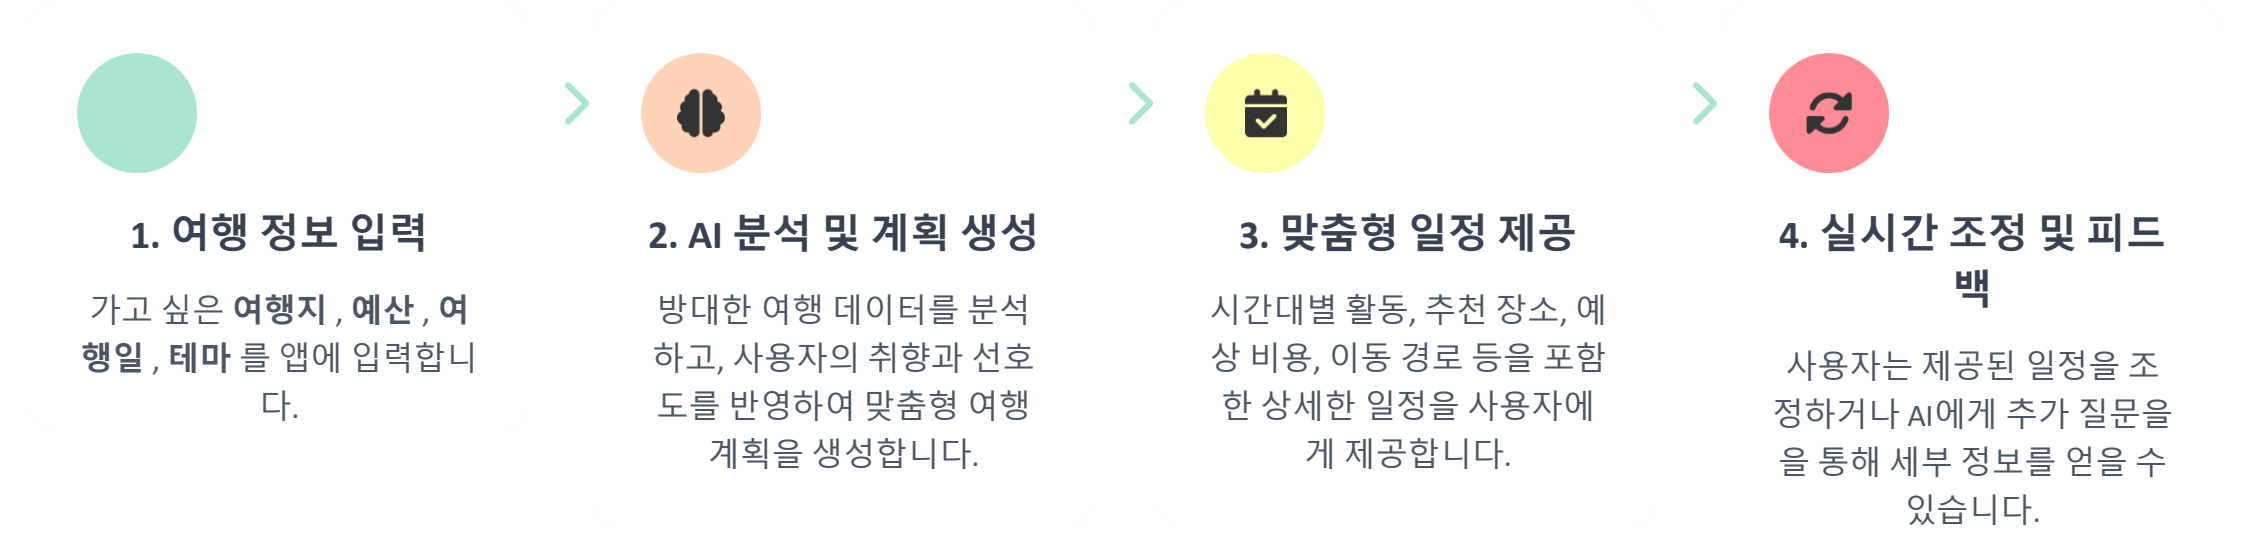 1. 여행 정보 입력
가고 싶은 여행지 , 예산 , 여
행일 , 테마 를 앱에 입력합니
다.
2. AI 분석 및 계획 생성
방대한 여행 데이터를 분석
하고, 사용자의 취향과 선호
도를 반영하여 맞춤형 여행
계획을 생성합니다.
3. 맞춤형 일정 제공
시간대별 활동, 추천 장소, 예
상 비용, 이동 경로 등을 포함
한 상세한 일정을 사용자에
게 제공합니다.
4. 실시간 조정 및 피드
백
사용자는 제공된 일정을 조
정하거나 AI에게 추가 질문을
을 통해 세부 정보를 얻을 수
있습니다.